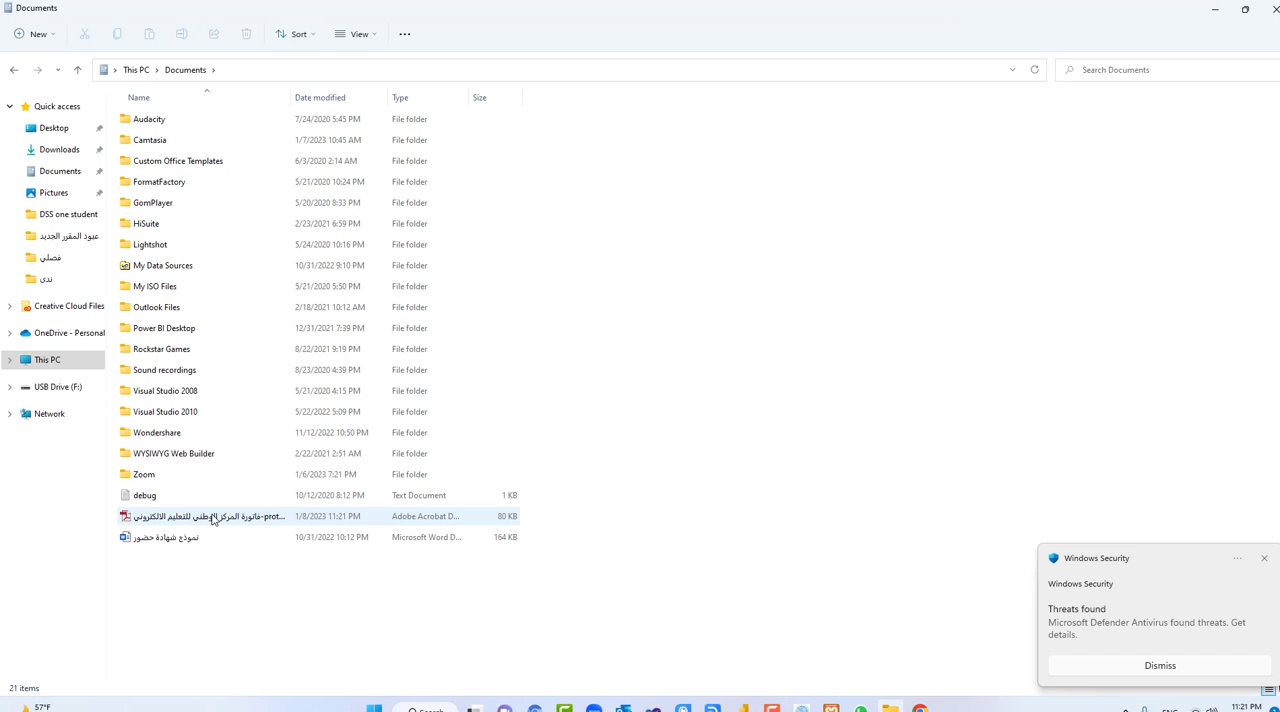 Documents
New
Sort
View
This PC > Documents >
Search Documents
Name Date modified Type Size
Quick access
Desktop
Downloads
Documents
Pictures
DSS one student
عبود المقرر الجديد
فصلي
ندى
Creative Cloud Files
OneDrive - Personal
This PC
USB Drive (F:)
Network
Audacity 7/24/2020 5:45 PM File folder
Camtasia 1/7/2023 10:45 AM File folder
Custom Office Templates 6/3/2020 2:14 AM File folder
FormatFactory 5/21/2020 10:24 PM File folder
GomPlayer 5/20/2020 8:33 PM File folder
HiSuite 2/23/2021 6:59 PM File folder
Lightshot 5/24/2020 10:16 PM File folder
My Data Sources 10/31/2022 9:10 PM File folder
My ISO Files 5/21/2020 5:50 PM File folder
Outlook Files 2/18/2021 10:12 AM File folder
Power BI Desktop 12/31/2021 7:39 PM File folder
Rockstar Games 8/22/2021 9:19 PM File folder
Sound recordings 8/23/2020 4:39 PM File folder
Visual Studio 2008 5/21/2020 4:15 PM File folder
Visual Studio 2010 5/22/2022 5:09 PM File folder
Wondershare 11/12/2022 10:50 PM File folder
WYSIWYG Web Builder 2/22/2021 2:51 AM File folder
Zoom 1/6/2023 7:21 PM File folder
debug 10/12/2020 8:12 PM Text Document 1 KB
فاتورة المركز الوطني للتعليم الالكتروني-prot... 1/8/2023 11:21 PM Adobe Acrobat D... 80 KB
نموذج شهادة حضور 10/31/2022 10:12 PM Microsoft Word D... 164 KB
Windows Security
Windows Security
Threats found
Microsoft Defender Antivirus found threats. Get
details.
Dismiss
21 items
57°F
Search
ENG
11:21 PM